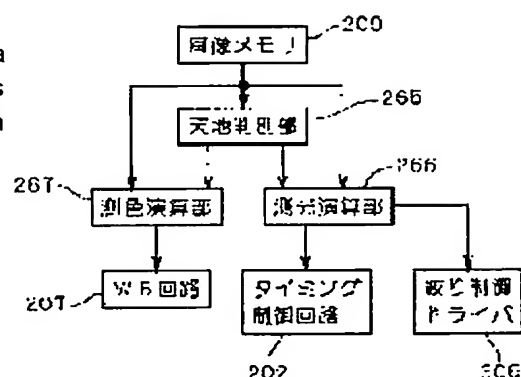 a
s
n
200
画像メモリ
265
天地判別部
267
266
測色演算部
測光演算部
207
WB回路
タイミング
制御回路
絞り制御
ドライバ
202
306